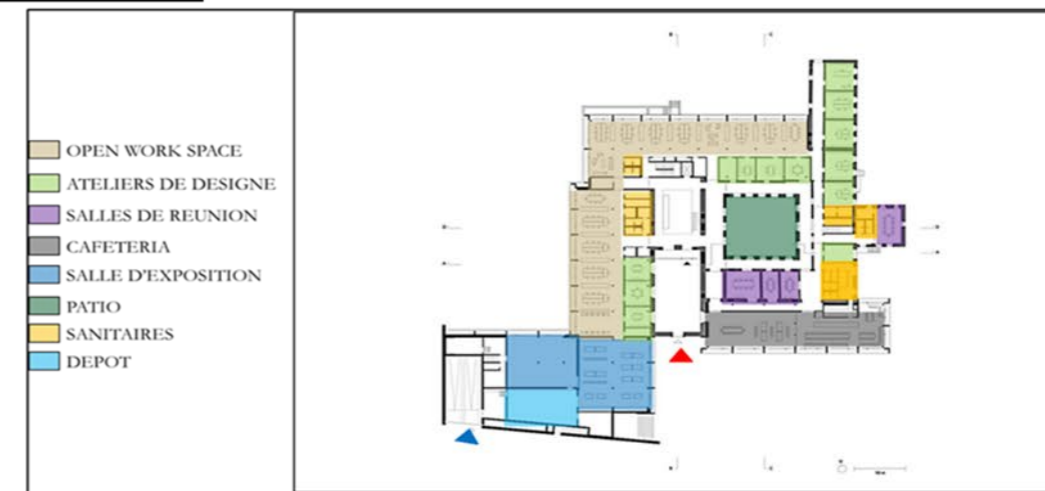 OPEN WORK SPACE
ATELIERS DE DESIGNE
SALLES DE REUNION
CAFETERIA
SALLE D'EXPOSITION
PATIO
SANITAIRES
DEPOT